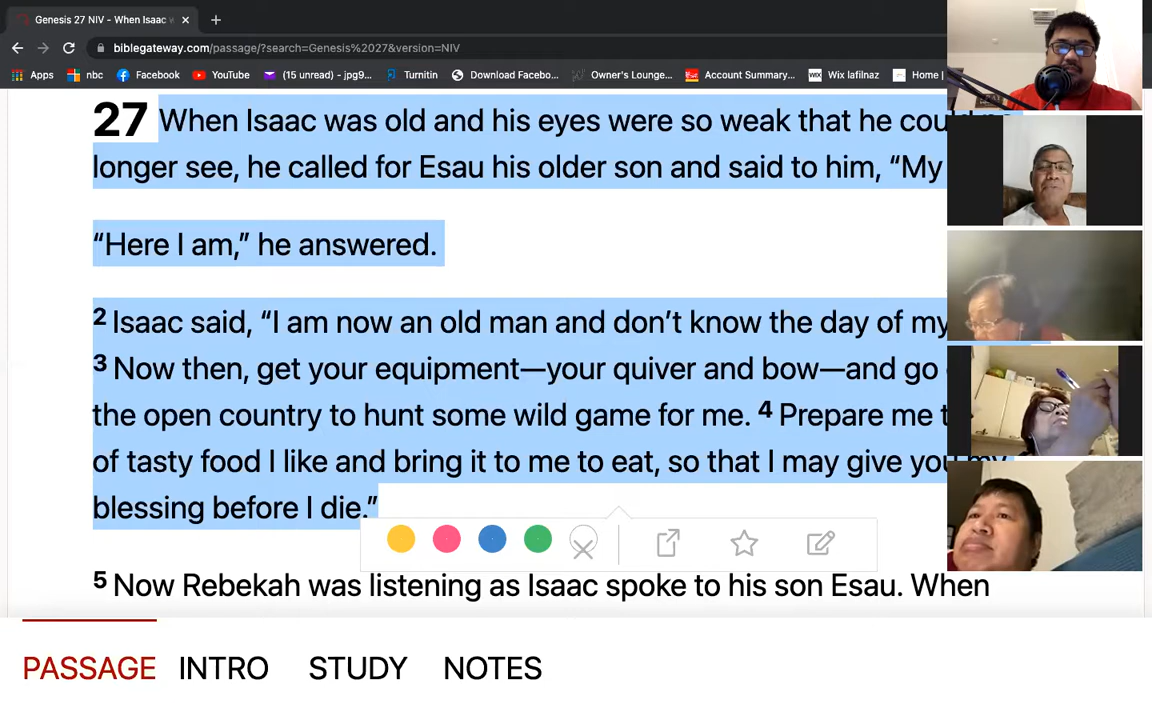 Genesis 27 NIV - When Isaac
biblegateway.com/passage/?search=Genesis%2027&version=NIV
Apps nbc Facebook YouTube (15 unread) - jpg9... Turnitin Download Facebo... Owner's Lounge... Account Summary... WIX Wix lafilnaz Home |
27 When Isaac was old and his eyes were so weak that he
longer see, he called for Esau his older son and said to him, “My
“Here I am,” he answered.
2 Isaac said, “I am now an old man and don’t know the day of my
3 Now then, get your equipment—your quiver and bow—and go
the open country to hunt some wild game for me. 4 Prepare me
of tasty food I like and bring it to me to eat, so that I may give you my
blessing before I die.”
5 Now Rebekah was listening as Isaac spoke to his son Esau. When
PASSAGE INTRO STUDY NOTES